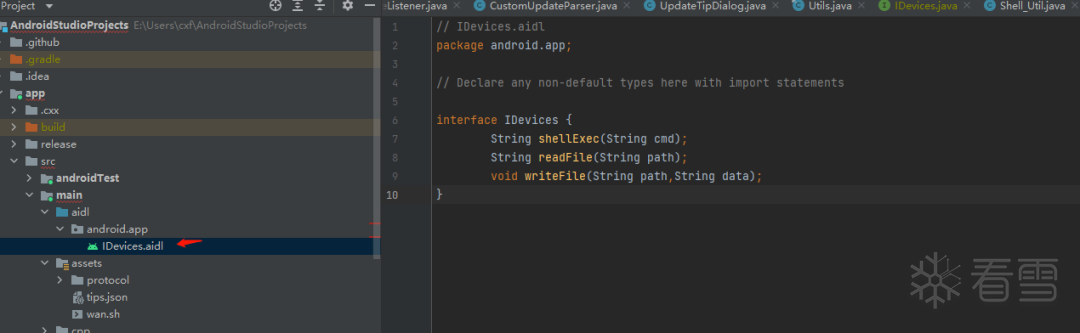 Project
Listener.java
CustomUpdateParser.java
UpdateTipDialog.java
Utils.java
IDevices.java
Shell_Util.java
AndroidStudioProjects E:\Users\cxf\AndroidStudioProjects
.github
.gradle
.idea
app
.cxx
build
release
src
androidTest
main
aidl
android.app
IDevices.aidl
assets
protocol
tips.json
wan.sh
cpp
1 // IDevices.aidl
2 package android.app;
3
4 // Declare any non-default types here with import statements
5
6 interface IDevices {
7 String shellExec(String cmd);
8 String readFile(String path);
9 void writeFile(String path,String data);
10 }
看雪